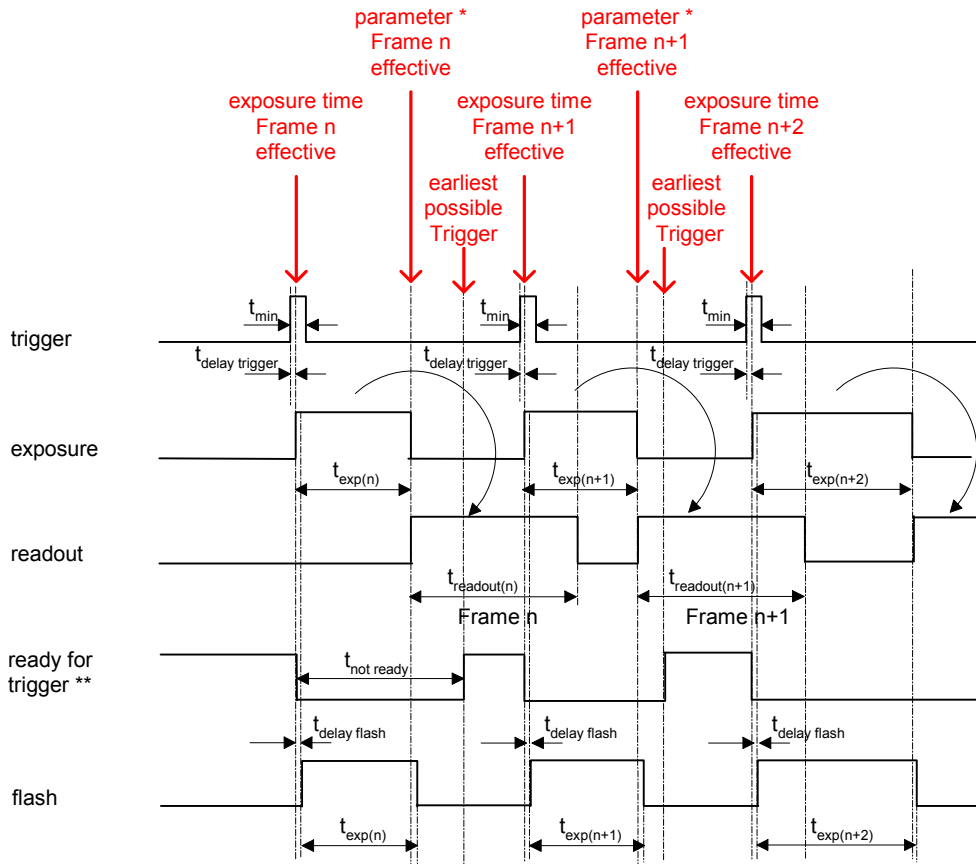 parameter *
Frame n
effective
parameter *
Frame n+1
effective
exposure time
Frame n
effective
exposure time
Frame n+1
effective
exposure time
Frame n+2
effective
earliest
possible
Trigger
earliest
possible
Trigger
trigger
tmin
tmin
tmin
tdelay trigger
tdelay trigger
tdelay trigger
exposure
texp(n)
texp(n+1)
texp(n+2)
readout
treadout(n)
treadout(n+1)
Frame n
Frame n+1
ready for
trigger **
tnot ready
tdelay flash
tdelay flash
tdelay flash
flash
texp(n)
texp(n+1)
texp(n+2)